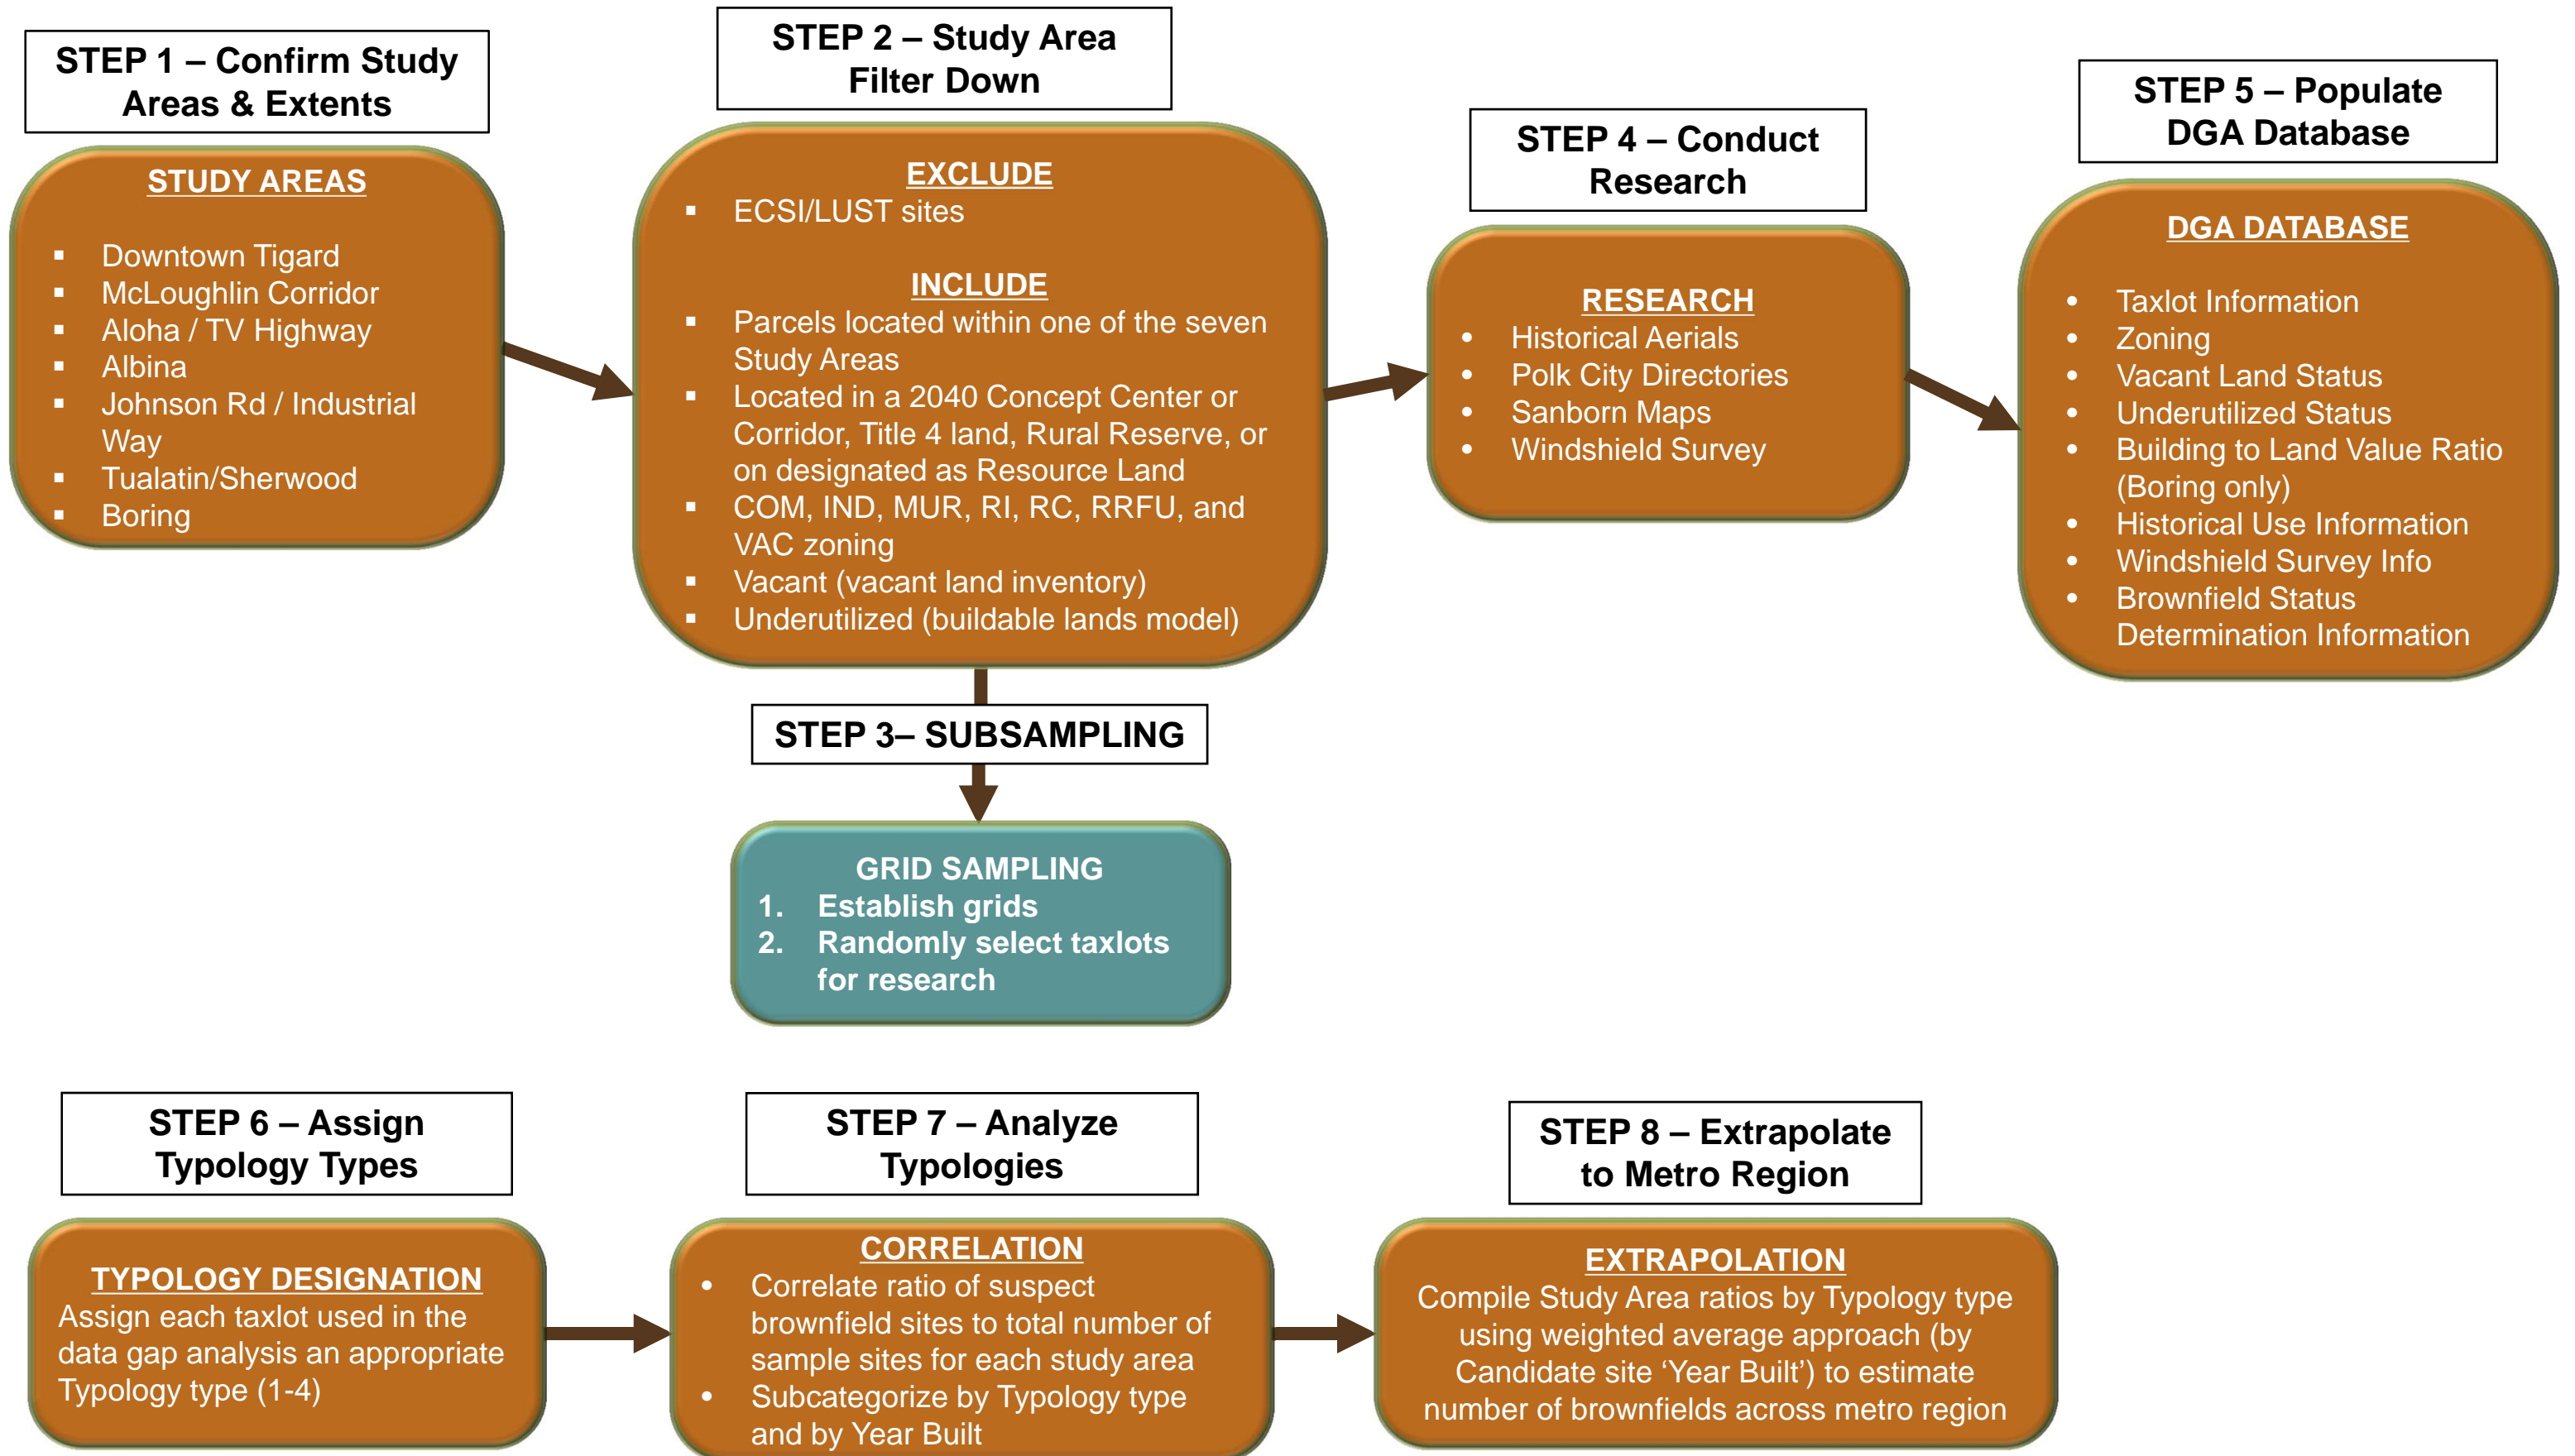 STEP 1 – Confirm Study
Areas & Extents
STUDY AREAS
▪ Downtown Tigard
▪ McLoughlin Corridor
▪ Aloha / TV Highway
▪ Albina
▪ Johnson Rd / Industrial
Way
▪ Tualatin/Sherwood
▪ Boring
STEP 2 – Study Area
Filter Down
EXCLUDE
▪ ECSI/LUST sites
INCLUDE
▪ Parcels located within one of the seven
Study Areas
▪ Located in a 2040 Concept Center or
Corridor, Title 4 land, Rural Reserve, or
on designated as Resource Land
▪ COM, IND, MUR, RI, RC, RRFU, and
VAC zoning
▪ Vacant (vacant land inventory)
▪ Underutilized (buildable lands model)
STEP 3– SUBSAMPLING
GRID SAMPLING
1. Establish grids
2. Randomly select taxlots
for research
STEP 4 – Conduct
Research
RESEARCH
• Historical Aerials
• Polk City Directories
• Sanborn Maps
• Windshield Survey
STEP 5 – Populate
DGA Database
DGA DATABASE
• Taxlot Information
• Zoning
• Vacant Land Status
• Underutilized Status
• Building to Land Value Ratio
(Boring only)
• Historical Use Information
• Windshield Survey Info
• Brownfield Status
Determination Information
STEP 6 – Assign
Typology Types
TYPOLOGY DESIGNATION
Assign each taxlot used in the
data gap analysis an appropriate
Typology type (1-4)
STEP 7 – Analyze
Typologies
CORRELATION
• Correlate ratio of suspect
brownfield sites to total number of
sample sites for each study area
• Subcategorize by Typology type
and by Year Built
STEP 8 – Extrapolate
to Metro Region
EXTRAPOLATION
Compile Study Area ratios by Typology type
using weighted average approach (by
Candidate site ‘Year Built’) to estimate
number of brownfields across metro region